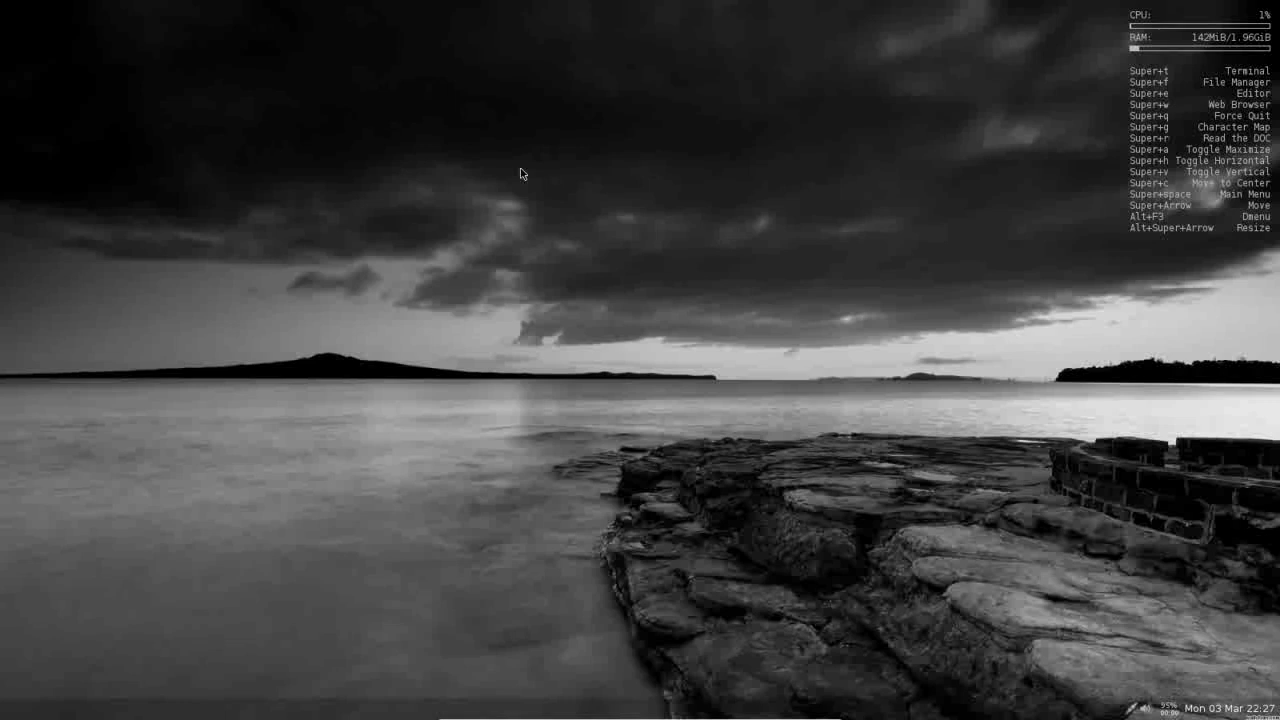 CPU: 1%
RAM: 142MiB/1.96GiB
Super+t Terminal
Super+f File Manager
Super+e Editor
Super+w Web Browser
Super+q Force Quit
Super+g Character Map
Super+r Read the DOC
Super+a Toggle Maximize
Super+h Toggle Horizontal
Super+v Toggle Vertical
Super+c Move to Center
Super+space Main Menu
Super+Arrow Move
Alt+F3 Dmenu
Alt+Super+Arrow Resize
95%
00:00
Mon 03 Mar 22:27